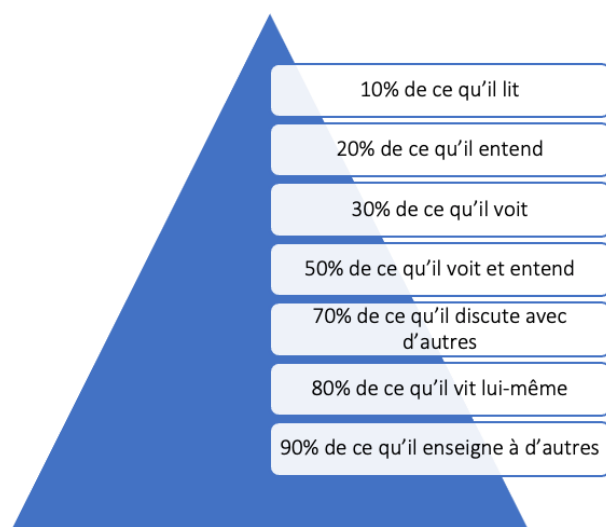 10% de ce qu’il lit
20% de ce qu’il entend
30% de ce qu’il voit
50% de ce qu’il voit et entend
70% de ce qu’il discute avec
d’autres
80% de ce qu’il vit lui-même
90% de ce qu’il enseigne à d’autres